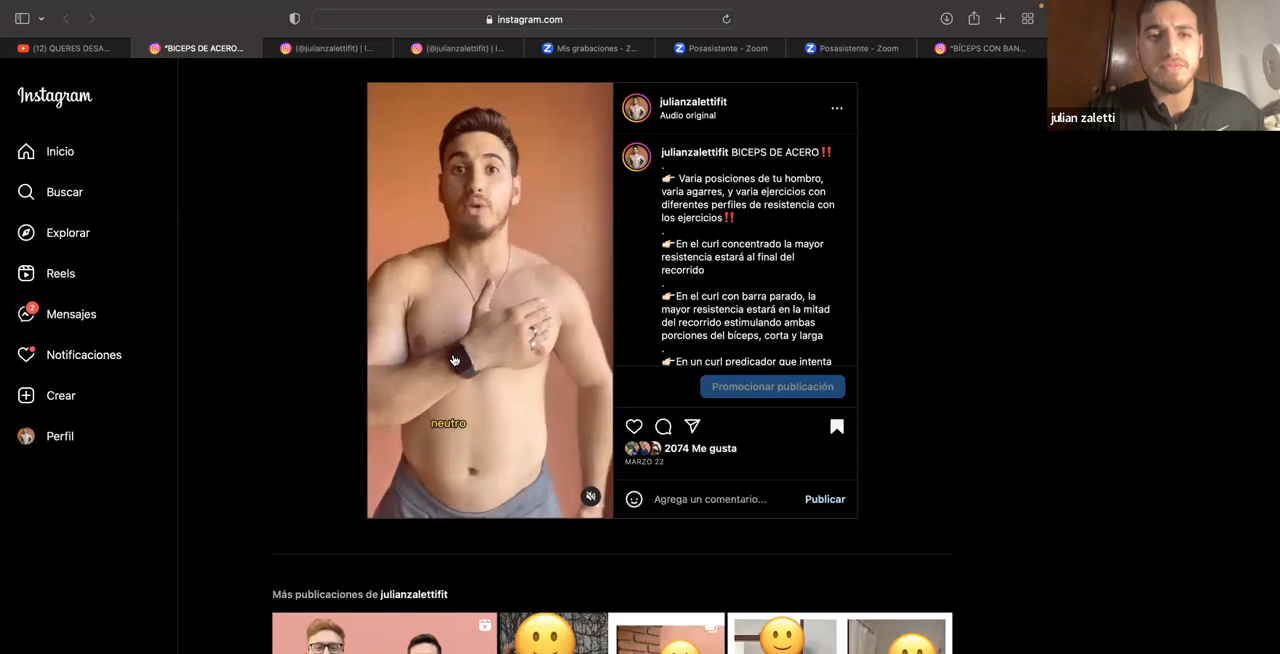 instagram.com
(12) QUERES DESA...
"BICEPS DE ACERO...
(@julianzalettifit) | I...
(@julianzalettifit) | I...
Mis grabaciones - Z...
Posasistente - Zoom
Posasistente - Zoom
"BÍCEPS CON BAN...
julian zaletti
Instagram
Inicio
Buscar
Explorar
Reels
2
Mensajes
Notificaciones
Crear
Perfil
neutro
julianzalettifit
Audio original
julianzalettifit BICEPS DE ACERO‼️
.
👉🏻 Varia posiciones de tu hombro,
varia agarres, y varia ejercicios con
diferentes perfiles de resistencia con
los ejercicios‼️
.
👉🏻En el curl concentrado la mayor
resistencia estará al final del
recorrido
.
👉🏻En el curl con barra parado, la
mayor resistencia estará en la mitad
del recorrido estimulando ambas
porciones del bíceps, corta y larga
.
👉🏻En un curl predicador que intenta
Promocionar publicación
2074 Me gusta
MARZO 22
Agrega un comentario...
Publicar
Más publicaciones de julianzalettifit